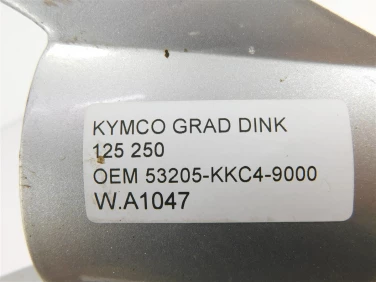 KYMCO GRAD DINK
125 250
OEM 53205-KKC4-9000
W.A1047